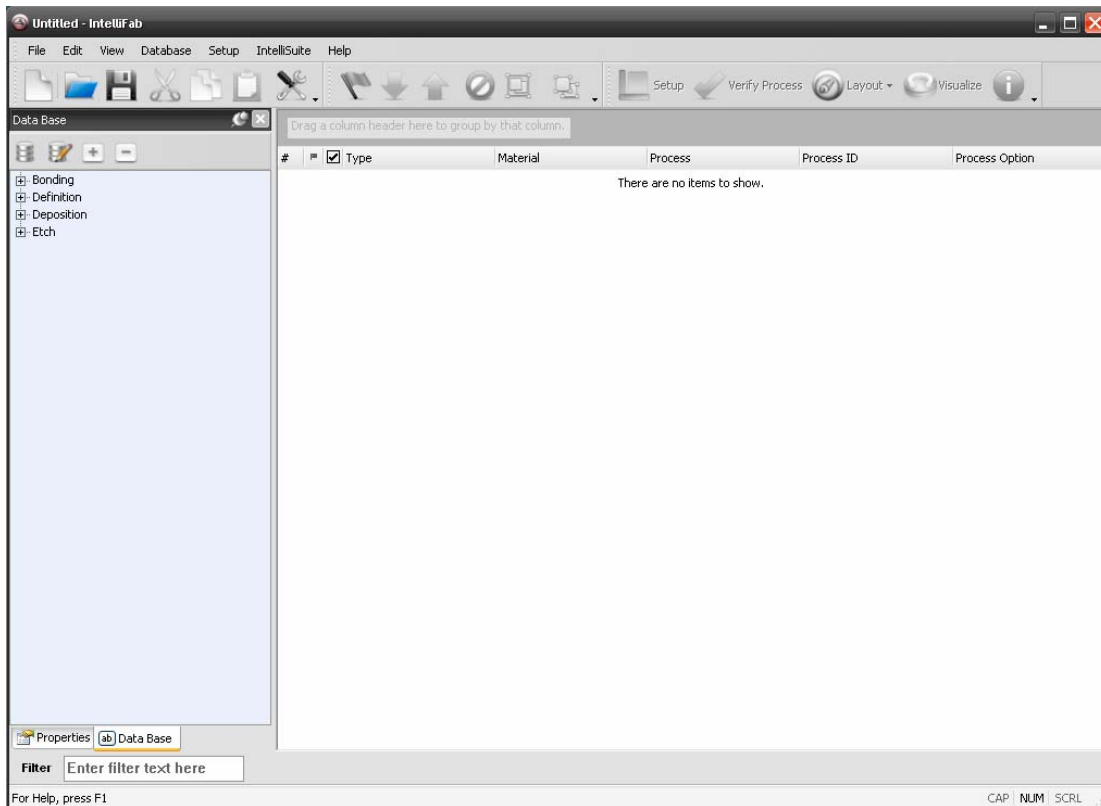 Untitled - IntelliFab
File Edit View Database Setup IntelliSuite Help
Setup Verify Process Layout Visualize
Data Base
Drag a column header here to group by that column.
# Type Material Process Process ID Process Option
There are no items to show.
Bonding
Definition
Deposition
Etch
Properties ab Data Base
Filter Enter filter text here
For Help, press F1 CAP NUM SCRL